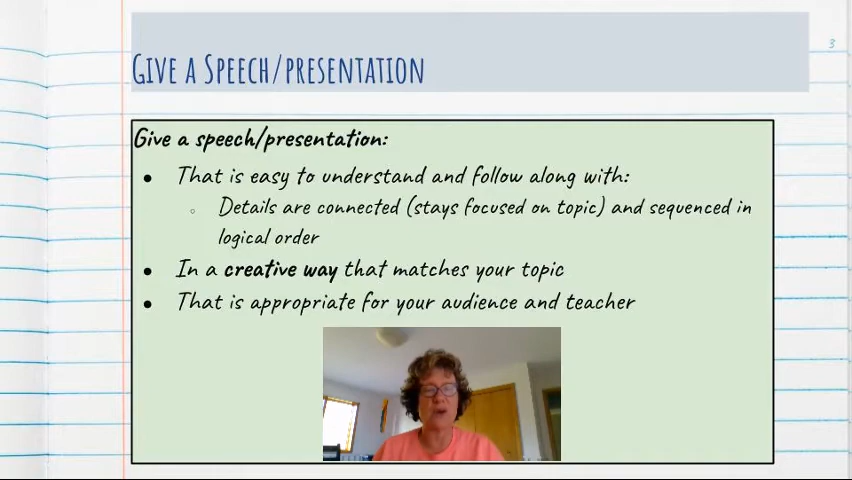 3
GIVE A SPEECH/PRESENTATION
Give a speech/presentation:
● That is easy to understand and follow along with:
○ Details are connected (stays focused on topic) and sequenced in
logical order
● In a creative way that matches your topic
● That is appropriate for your audience and teacher